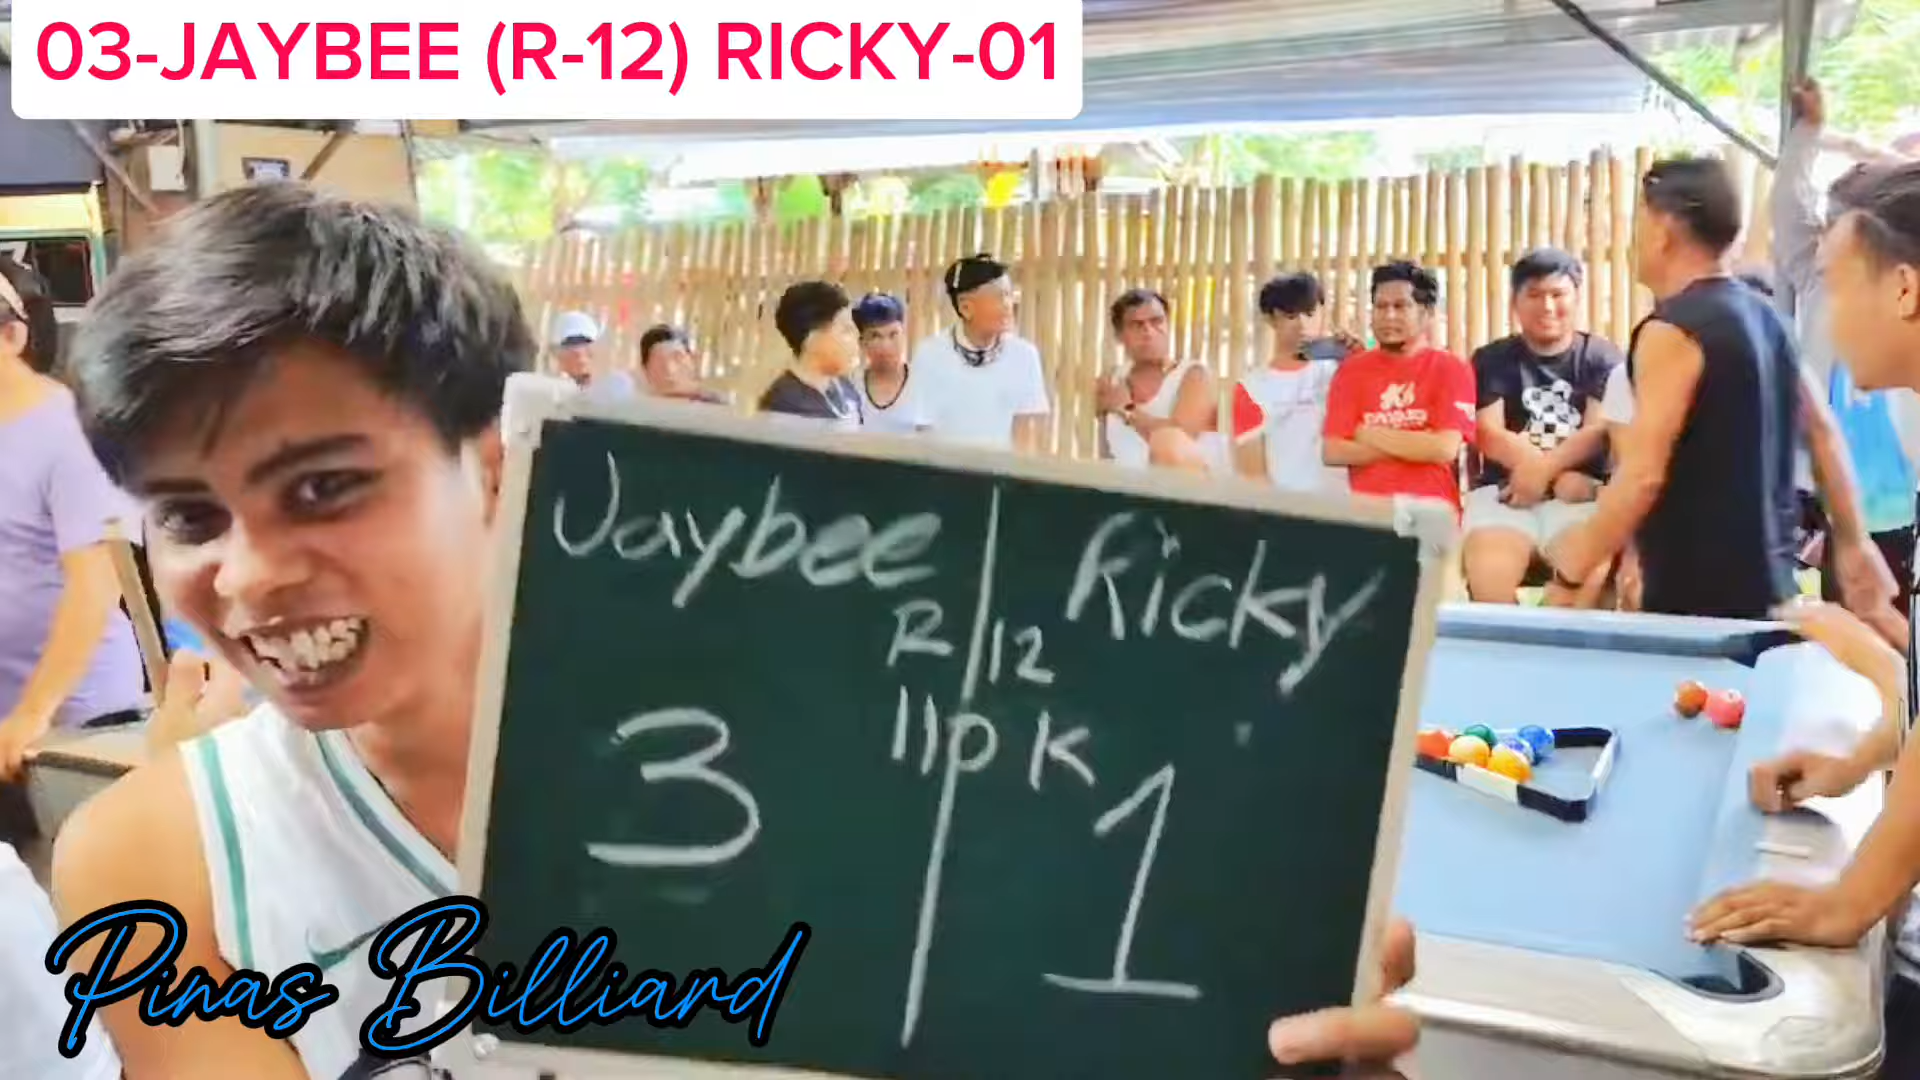 03-JAYBEE (R-12) RICKY-01
Jaybee Ricky
R/12
11pk
3 1
Pinas Billiard